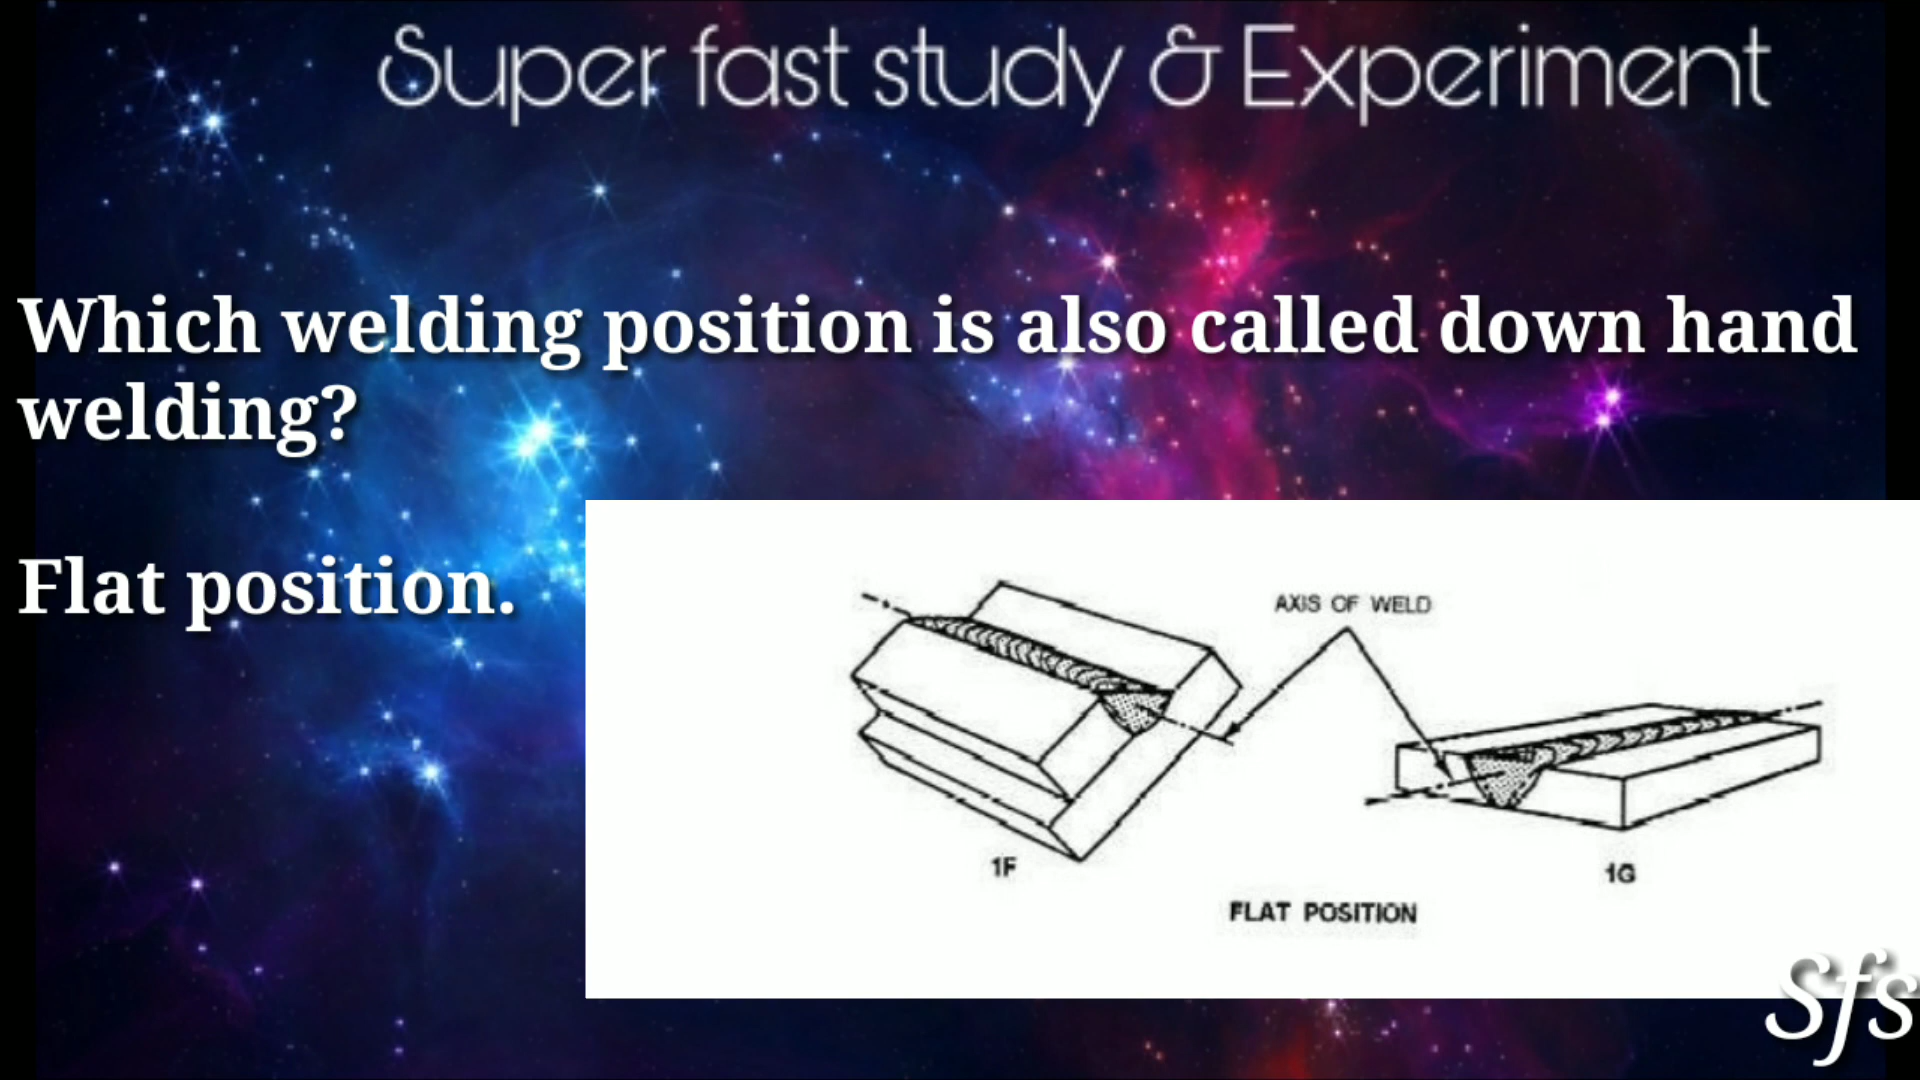 Super fast study & Experiment
Which welding position is also called down hand
welding?
Flat position.
AXIS OF WELD
1F
1G
FLAT POSITION
Sfs